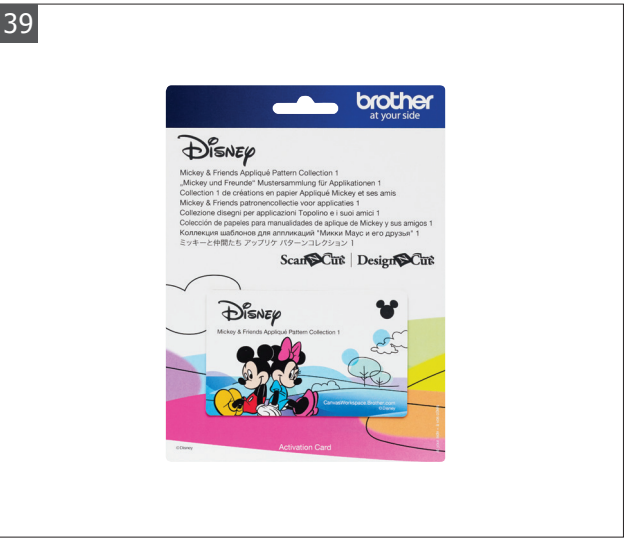 39
brother
at your side
Disney
Mickey & Friends Appliqué Pattern Collection 1
„Mickey und Freunde" Mustersammlung für Applikationen 1
Collection 1 de créations en papier Appliqué Mickey et ses amis
Mickey & Friends patronencollectie voor applicaties 1
Collezione disegni per applicazioni Topolino e i suoi amici 1
Colección de papeles para manualidades de aplique de Mickey y sus amigos 1
Коллекция шаблонов для аппликаций "Микки Маус и его друзья" 1
ミッキーと仲間たち アップリケ パターンコレクション 1
ScanNCut | DesignNCut
Disney
Mickey & Friends Appliqué Pattern Collection 1
CanvasWorkspace.Brother.com
©Disney
©Disney
Activation Card